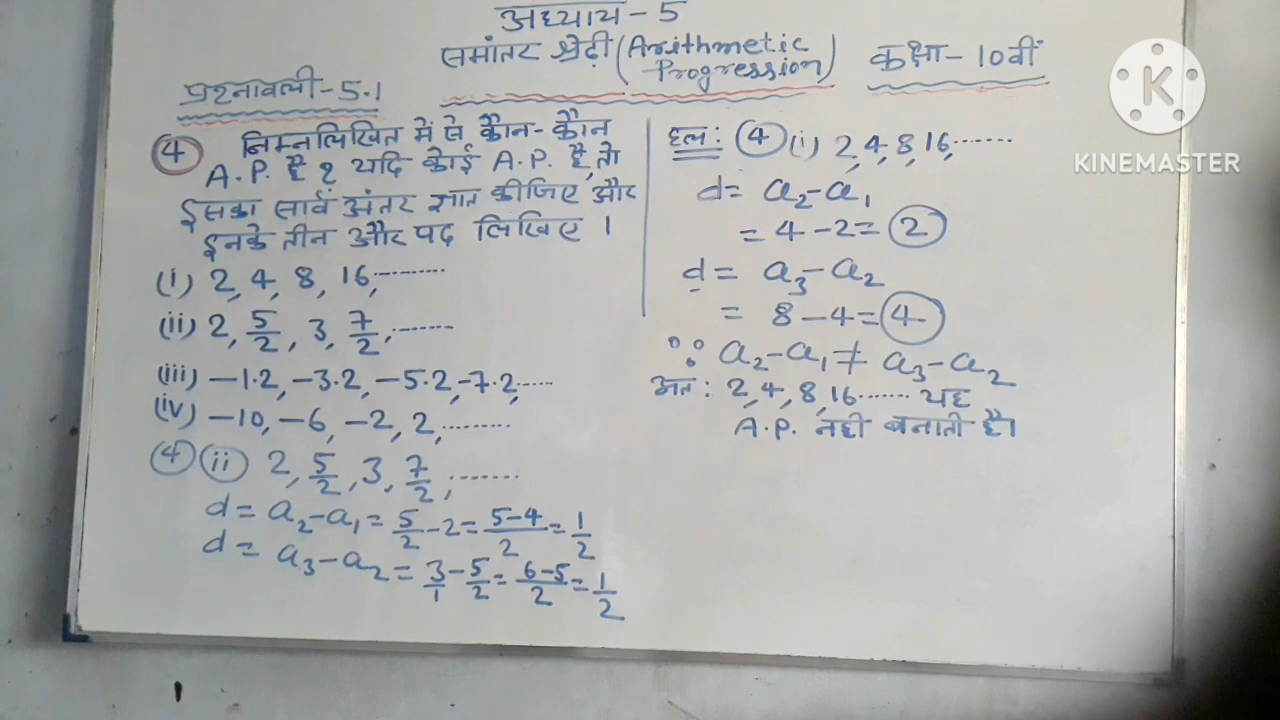 अध्याय - 5
समांतर श्रेढ़ी (Arithmetic Progression) कक्षा - 10वीं
प्रश्नावली - 5.1
④ निम्नलिखित में से कौन-कौन
A.P. है? यदि कोई A.P. है, तो
इसका सार्व अंतर ज्ञात कीजिए और
इनके तीन और पद लिखिए ।
(i) 2, 4, 8, 16, ........
(ii) 2, 5/2, 3, 7/2, .......
(iii) -1.2, -3.2, -5.2, -7.2, ......
(iv) -10, -6, -2, 2, ........
④ (ii) 2, 5/2, 3, 7/2, .......
d = a₂-a₁ = 5/2 - 2 = (5-4)/2 = 1/2
d = a₃-a₂ = 3/1 - 5/2 = (6-5)/2 = 1/2
हल: ④ (i) 2, 4, 8, 16, .......
d = a₂-a₁
= 4-2 = 2
d = a₃-a₂
= 8-4 = 4
∵ a₂-a₁ ≠ a₃-a₂
अत: 2, 4, 8, 16 ...... यह
A.P. नही बनाती है।
KINEMASTER